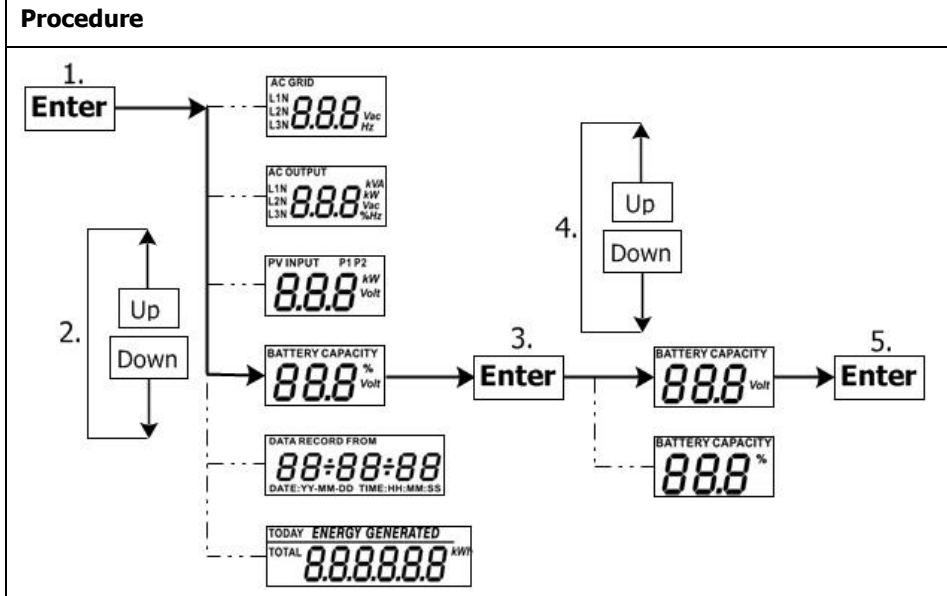 Procedure
1.
Enter
AC GRID
L1N
L2N
L3N
8.8.8
Vac
Hz
AC OUTPUT
L1N
L2N
L3N
8.8.8
kVA
kW
Vac
%Hz
PV INPUT P1 P2
8.8.8
kW
Volt
2.
Up
Down
BATTERY CAPACITY
88.8
%
Volt
3.
Enter
4.
Up
Down
BATTERY CAPACITY
88.8
Volt
5.
Enter
BATTERY CAPACITY
88.8
%
DATA RECORD FROM
88:88:88
DATE:YY-MM-DD TIME:HH:MM:SS
TODAY ENERGY GENERATED
TOTAL
8.8.8.8.8.8
kWh